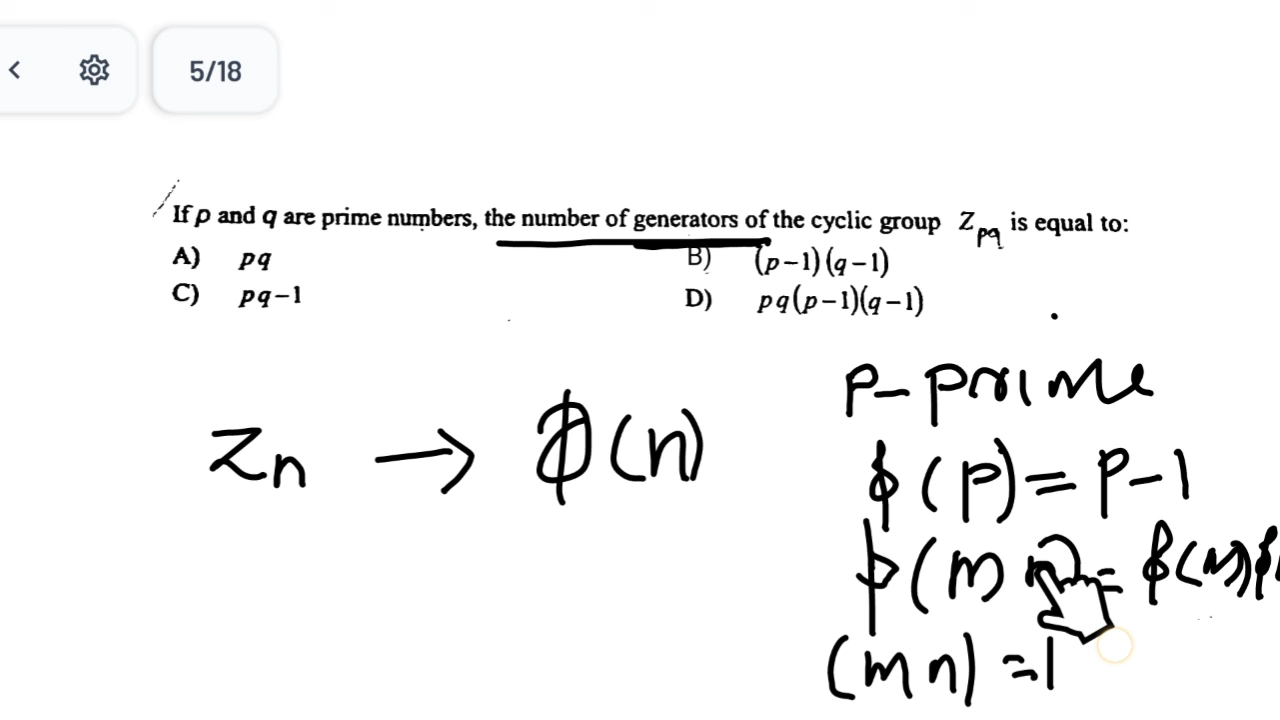 5/18
If p and q are prime numbers, the number of generators of the cyclic group Z_pq is equal to:
A) pq
B) (p-1)(q-1)
C) pq-1
D) pq(p-1)(q-1)
P- prime
Zn → ϕ(n)
ϕ(p) = p-1
ϕ(m n) = ϕ(m) ϕ(
(m n) = 1